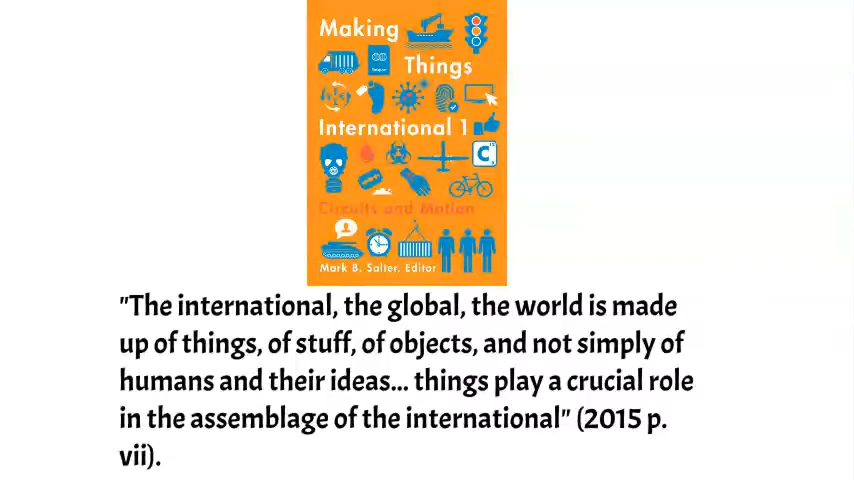 Making
Things
International 1
C
Circuits and Motion
Mark B. Salter, Editor
"The international, the global, the world is made
up of things, of stuff, of objects, and not simply of
humans and their ideas... things play a crucial role
in the assemblage of the international" (2015 p.
vii).